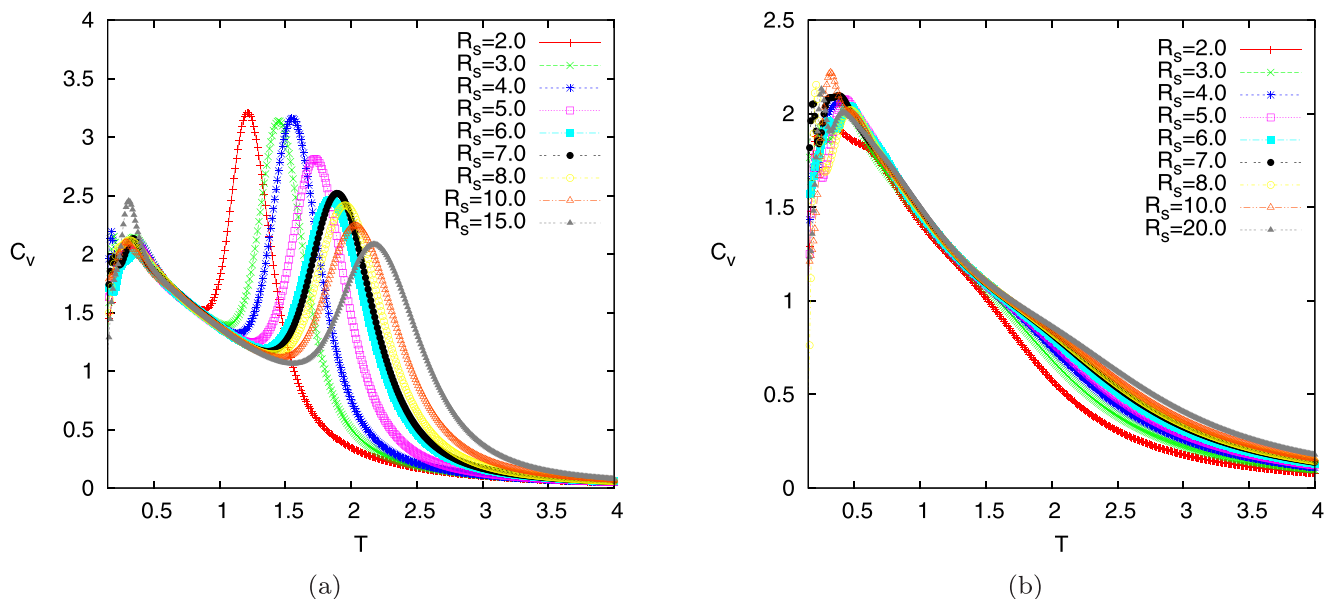 4
3.5
3
2.5
2
1.5
1
0.5
0
C_v
0.5 1 1.5 2 2.5 3 3.5 4
T
R_s=2.0
R_s=3.0
R_s=4.0
R_s=5.0
R_s=6.0
R_s=7.0
R_s=8.0
R_s=10.0
R_s=15.0
(a)
2.5
2
1.5
1
0.5
0
C_v
0.5 1 1.5 2 2.5 3 3.5 4
T
R_s=2.0
R_s=3.0
R_s=4.0
R_s=5.0
R_s=6.0
R_s=7.0
R_s=8.0
R_s=10.0
R_s=20.0
(b)